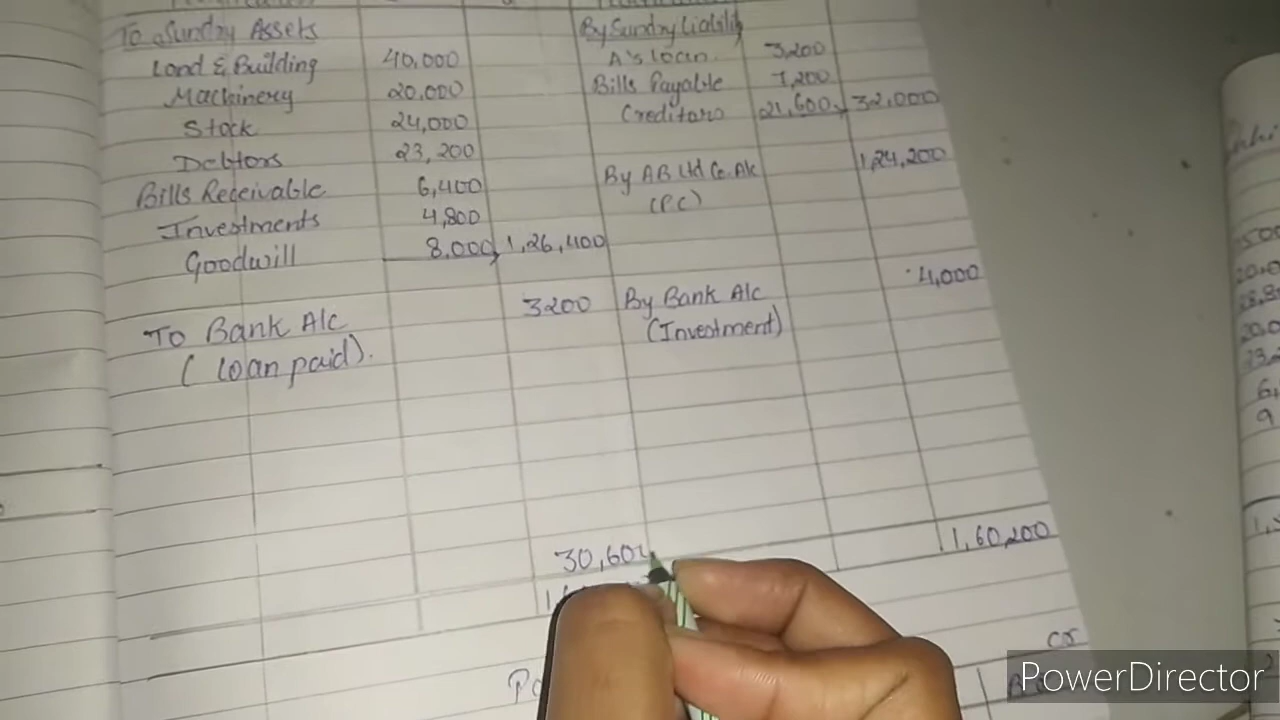 To Sundry Assets
Land & Building 40,000
Machinery 20,000
Stock 24,000
Debtors 23,200
Bills Receivable 6,400
Investments 4,800
Goodwill 8,000 1,26,400
To Bank A/c 3200
(loan paid).
30,60
By Sundry Liability
A's loan. 3,200
Bills Payable 7,200
Creditors 21,600 32,000
By AB Ltd Co. A/c 1,24,200
(P.C)
By Bank A/c 4,000
(Investment)
1,60,200
cr
PowerDirector